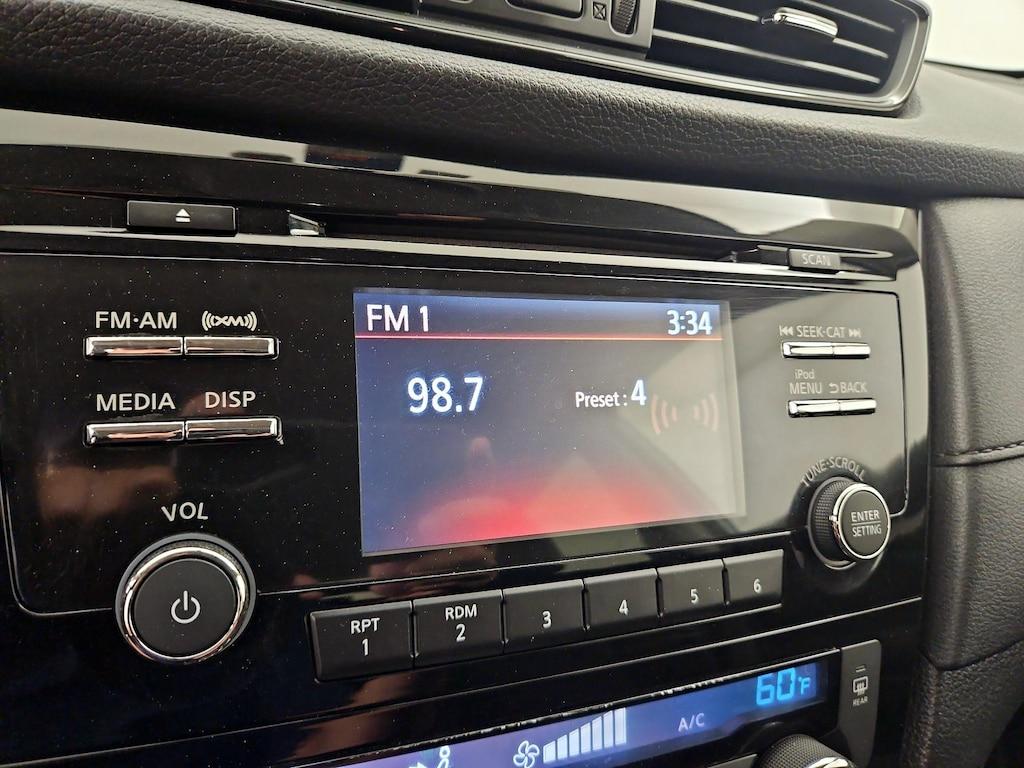 SCAN
FM·AM
((XM))
FM 1
3:34
SEEK·CAT
MEDIA
DISP
98.7
Preset : 4
iPod
MENU
BACK
VOL
TUNE·SCROLL
ENTER
SETTING
RPT
1
RDM
2
3
4
5
6
60°F
A/C
REAR